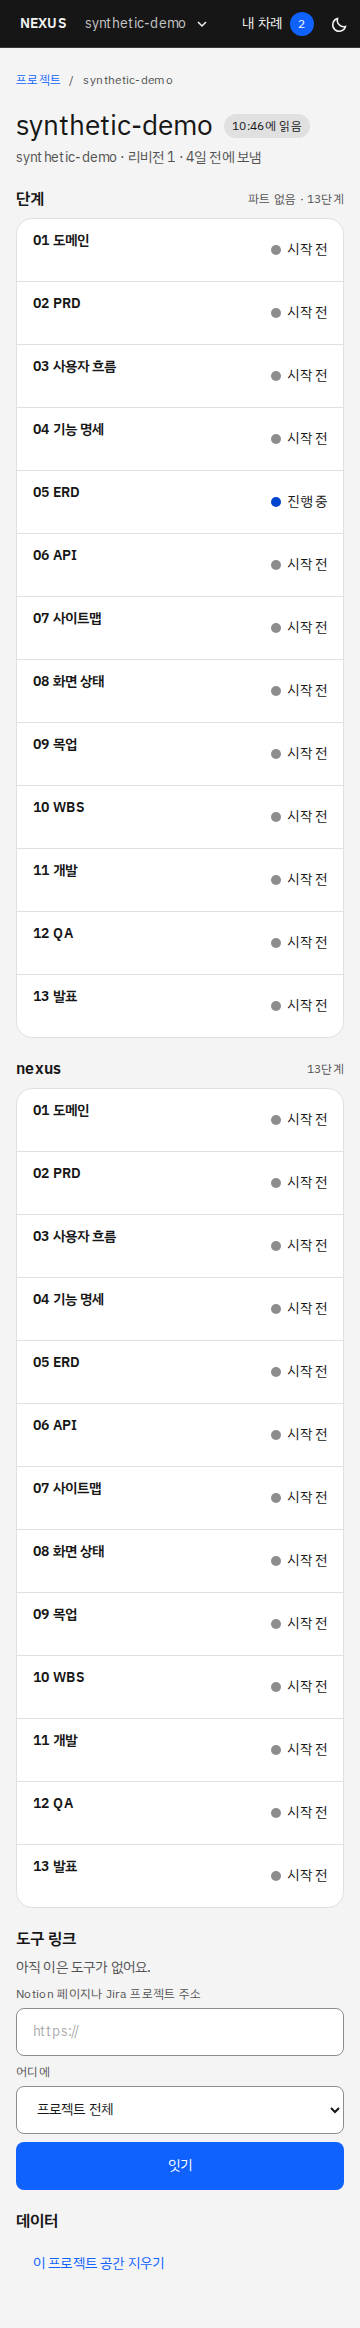 NEXUS synthetic-demo 내 차례 2
프로젝트 / synthetic-demo
synthetic-demo 10:46에 읽음
synthetic-demo · 리비전 1 · 4일 전에 보냄
단계 파트 없음 · 13단계
01 도메인 시작 전
02 PRD 시작 전
03 사용자 흐름 시작 전
04 기능 명세 시작 전
05 ERD 진행 중
06 API 시작 전
07 사이트맵 시작 전
08 화면 상태 시작 전
09 목업 시작 전
10 WBS 시작 전
11 개발 시작 전
12 QA 시작 전
13 발표 시작 전
nexus 13단계
01 도메인 시작 전
02 PRD 시작 전
03 사용자 흐름 시작 전
04 기능 명세 시작 전
05 ERD 시작 전
06 API 시작 전
07 사이트맵 시작 전
08 화면 상태 시작 전
09 목업 시작 전
10 WBS 시작 전
11 개발 시작 전
12 QA 시작 전
13 발표 시작 전
도구 링크
아직 이은 도구가 없어요.
Notion 페이지나 Jira 프로젝트 주소
https://
어디에
프로젝트 전체
잇기
데이터
이 프로젝트 공간 지우기